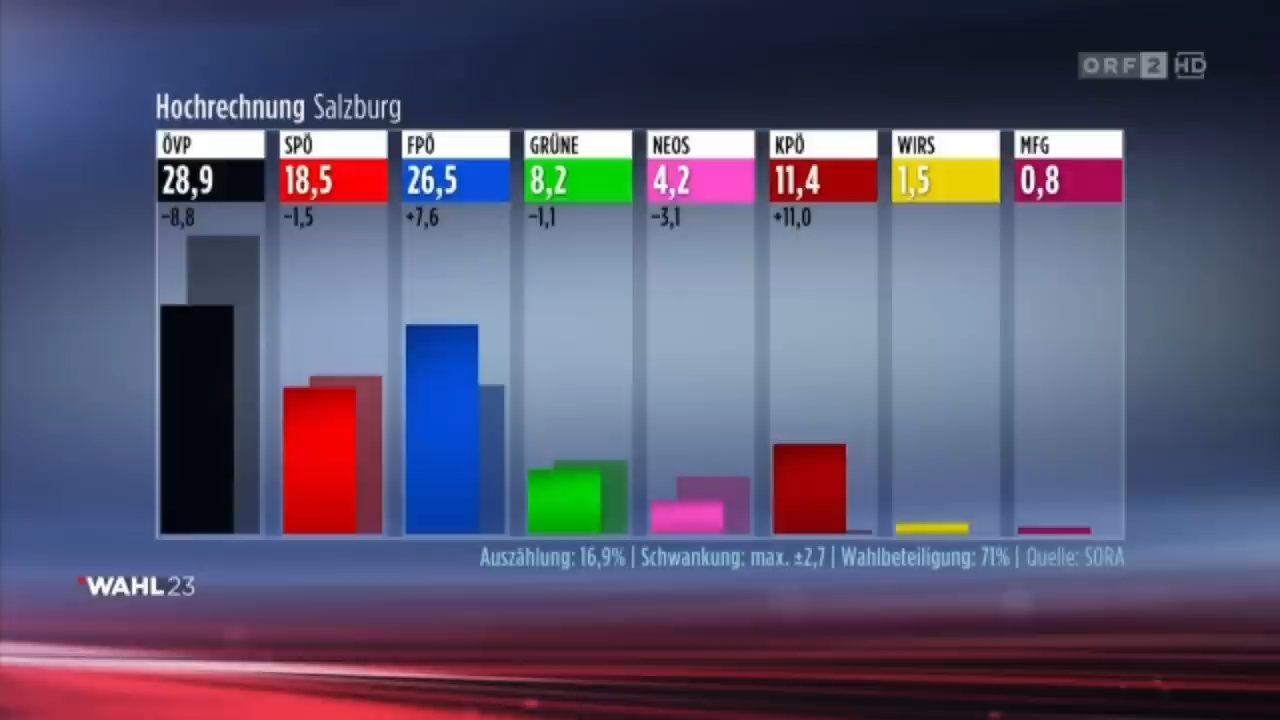 ORF 2 HD
Hochrechnung Salzburg
ÖVP SPÖ FPÖ GRÜNE NEOS KPÖ WIRS MFG
28,9 18,5 26,5 8,2 4,2 11,4 1,5 0,8
−8,8 −1,5 +7,6 −1,1 −3,1 +11,0
Auszählung: 16,9% | Schwankung: max. ±2,7 | Wahlbeteiligung: 71% | Quelle: SORA
WAHL 23